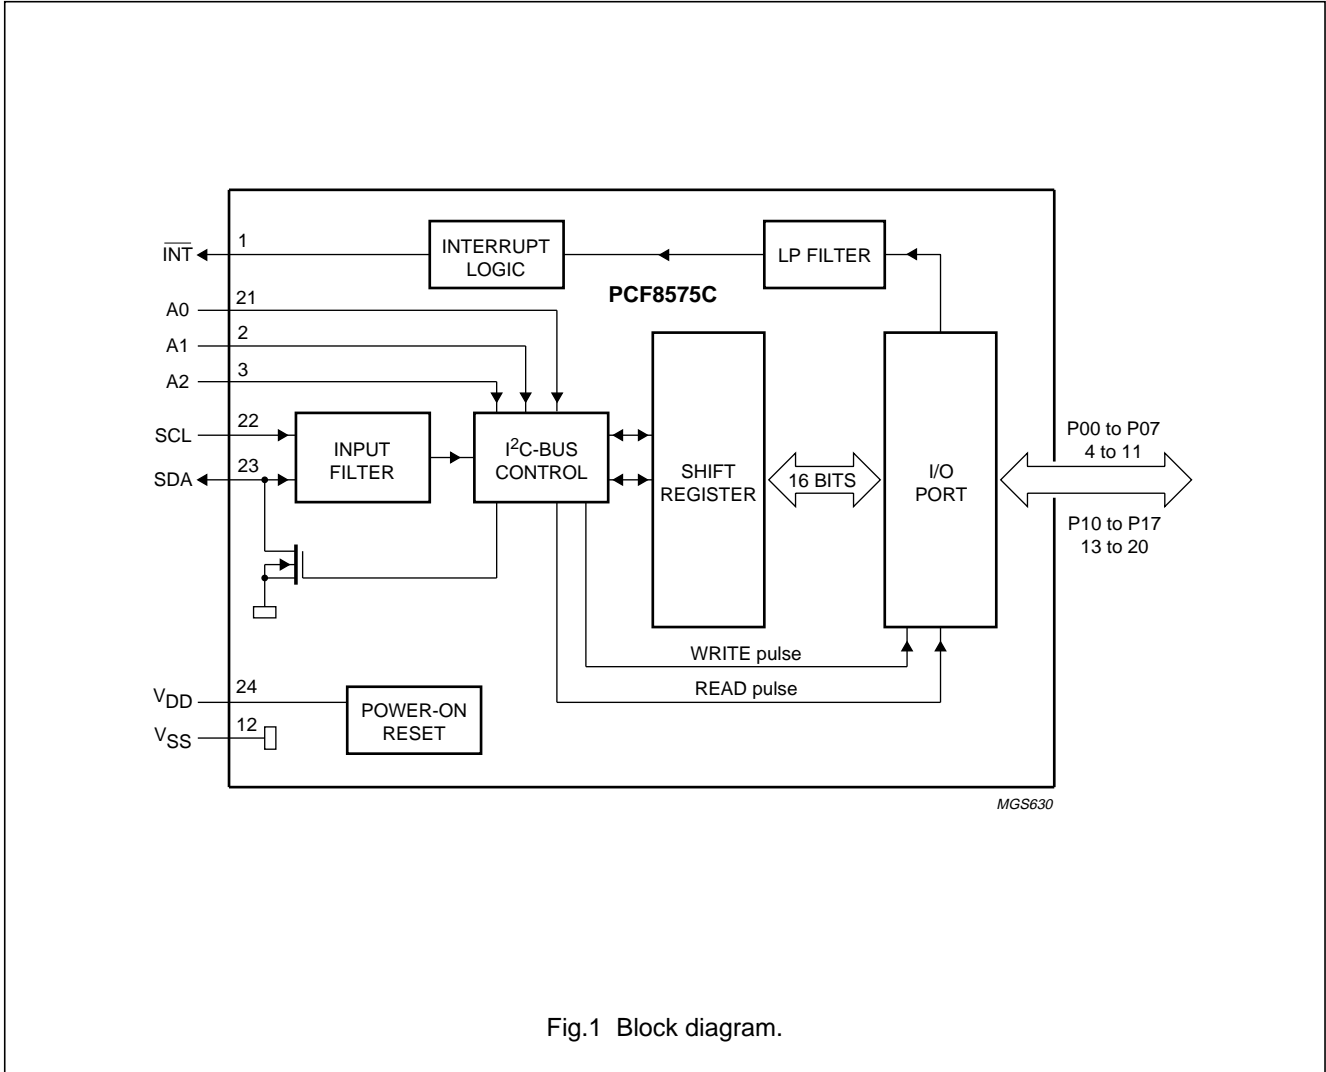 INT
1
INTERRUPT
LOGIC
LP FILTER
PCF8575C
A0
21
A1
2
A2
3
SCL
22
SDA
23
INPUT
FILTER
I²C-BUS
CONTROL
SHIFT
REGISTER
16 BITS
I/O
PORT
P00 to P07
4 to 11
P10 to P17
13 to 20
WRITE pulse
READ pulse
VDD
24
VSS
12
POWER-ON
RESET
MGS630
Fig.1 Block diagram.